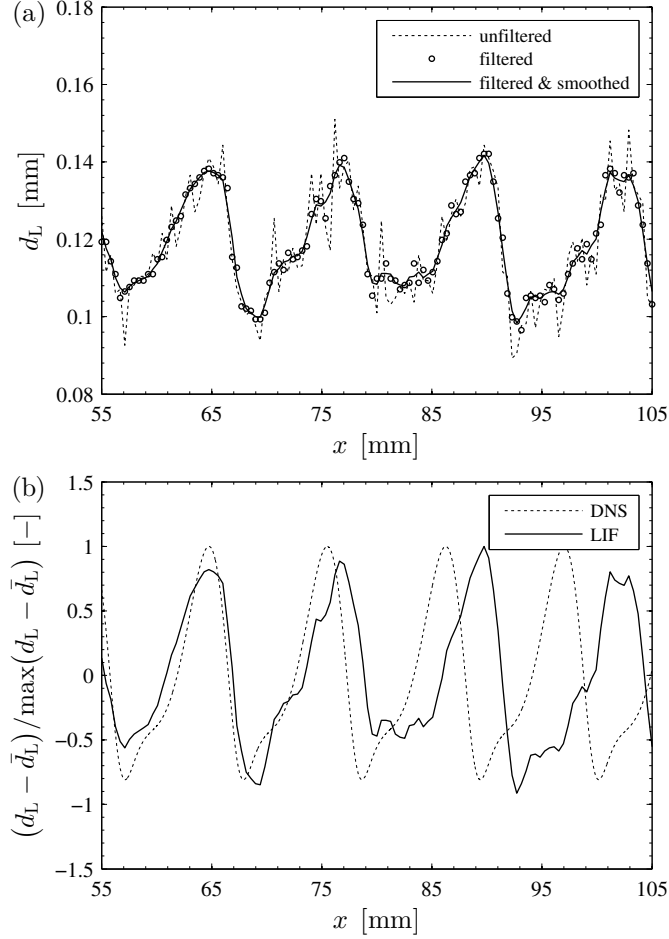 (a)
0.18
0.16
0.14
0.12
0.1
0.08
d_L [mm]
unfiltered
filtered
filtered & smoothed
55 65 75 85 95 105
x [mm]
(b)
1.5
1
0.5
0
−0.5
−1
−1.5
(d_L − d̄_L)/max(d_L − d̄_L) [−]
DNS
LIF
55 65 75 85 95 105
x [mm]